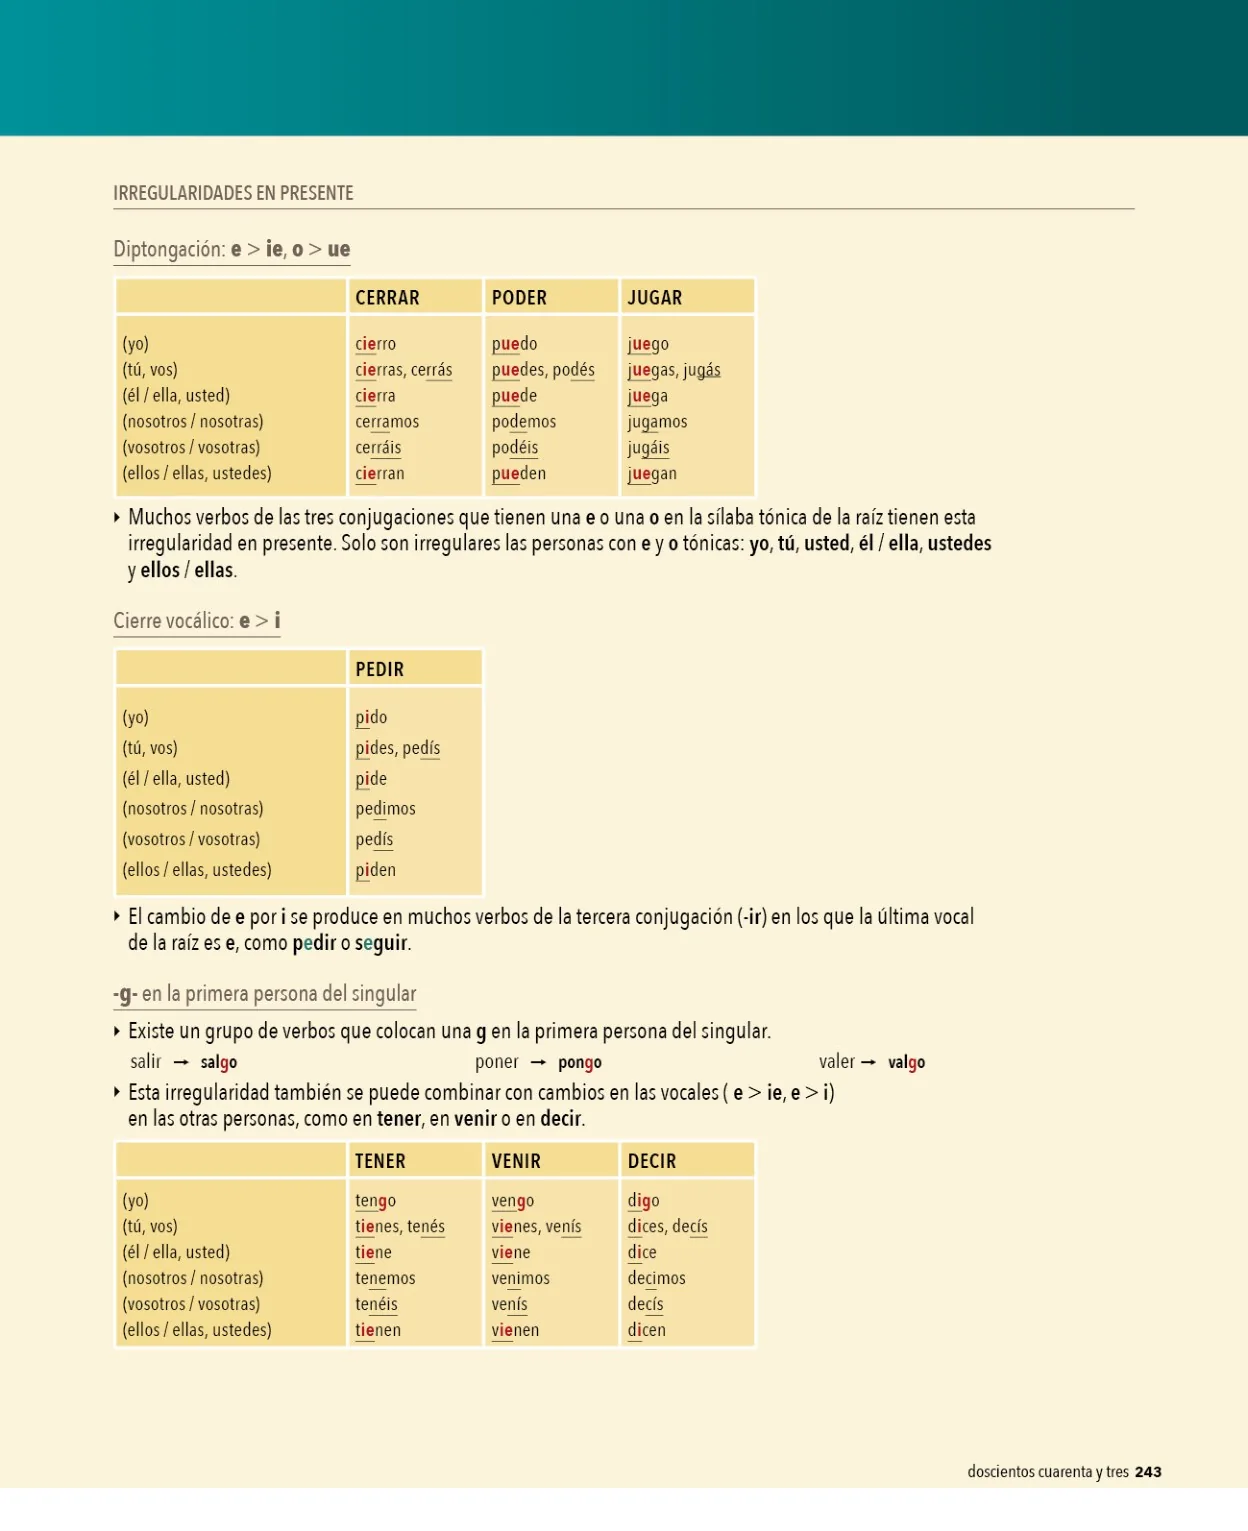 IRREGULARIDADES EN PRESENTE
Diptongación: e > ie, o > ue
CERRAR PODER JUGAR
(yo) cierro puedo juego
(tú, vos) cierras, cerrás puedes, podés juegas, jugás
(él / ella, usted) cierra puede juega
(nosotros / nosotras) cerramos podemos jugamos
(vosotros / vosotras) cerráis podéis jugáis
(ellos / ellas, ustedes) cierran pueden juegan
‣ Muchos verbos de las tres conjugaciones que tienen una e o una o en la sílaba tónica de la raíz tienen esta
irregularidad en presente. Solo son irregulares las personas con e y o tónicas: yo, tú, usted, él / ella, ustedes
y ellos / ellas.
Cierre vocálico: e > i
PEDIR
(yo) pido
(tú, vos) pides, pedís
(él / ella, usted) pide
(nosotros / nosotras) pedimos
(vosotros / vosotras) pedís
(ellos / ellas, ustedes) piden
‣ El cambio de e por i se produce en muchos verbos de la tercera conjugación (-ir) en los que la última vocal
de la raíz es e, como pedir o seguir.
-g- en la primera persona del singular
‣ Existe un grupo de verbos que colocan una g en la primera persona del singular.
salir → salgo poner → pongo valer → valgo
‣ Esta irregularidad también se puede combinar con cambios en las vocales ( e > ie, e > i)
en las otras personas, como en tener, en venir o en decir.
TENER VENIR DECIR
(yo) tengo vengo digo
(tú, vos) tienes, tenés vienes, venís dices, decís
(él / ella, usted) tiene viene dice
(nosotros / nosotras) tenemos venimos decimos
(vosotros / vosotras) tenéis venís decís
(ellos / ellas, ustedes) tienen vienen dicen
doscientos cuarenta y tres 243